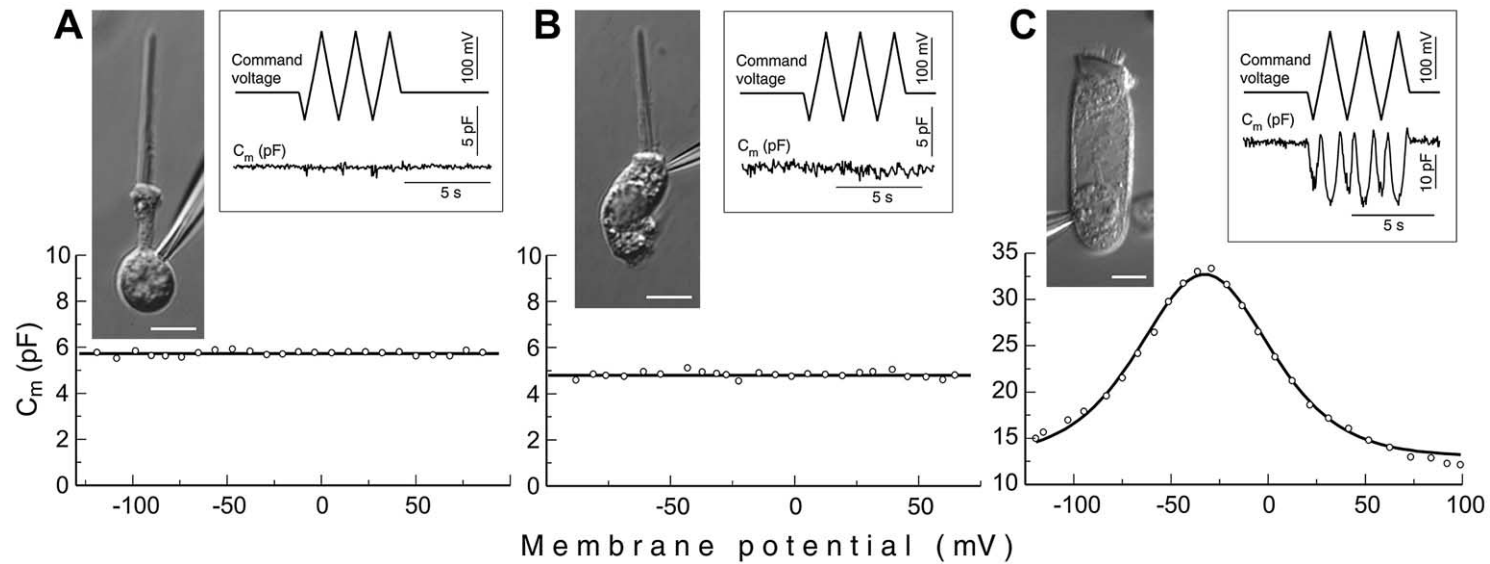 A
Command
voltage
100 mV
Cm (pF)
5 pF
5 s
B
Command
voltage
100 mV
Cm (pF)
5 pF
5 s
C
Command
voltage
100 mV
Cm (pF)
10 pF
5 s
Cm (pF)
10
8
6
4
2
0
-100 -50 0 50
10
8
6
4
2
0
-50 0 50
35
30
25
20
15
10
-100 -50 0 50 100
Membrane potential (mV)